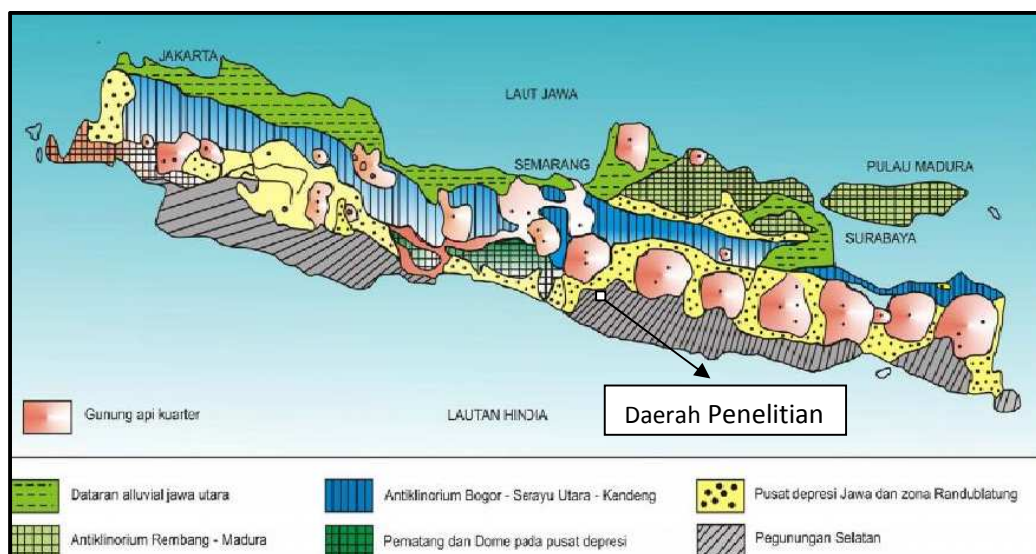 JAKARTA
LAUT JAWA
SEMARANG
PULAU MADURA
SURABAYA
Gunung api kuarter
LAUTAN HINDIA
Daerah Penelitian
Dataran alluvial jawa utara
Antiklinorium Bogor - Serayu Utara - Kendeng
Pusat depresi Jawa dan zona Randublatung
Antiklinorium Rembang - Madura
Pematang dan Dome pada pusat depresi
Pegunungan Selatan